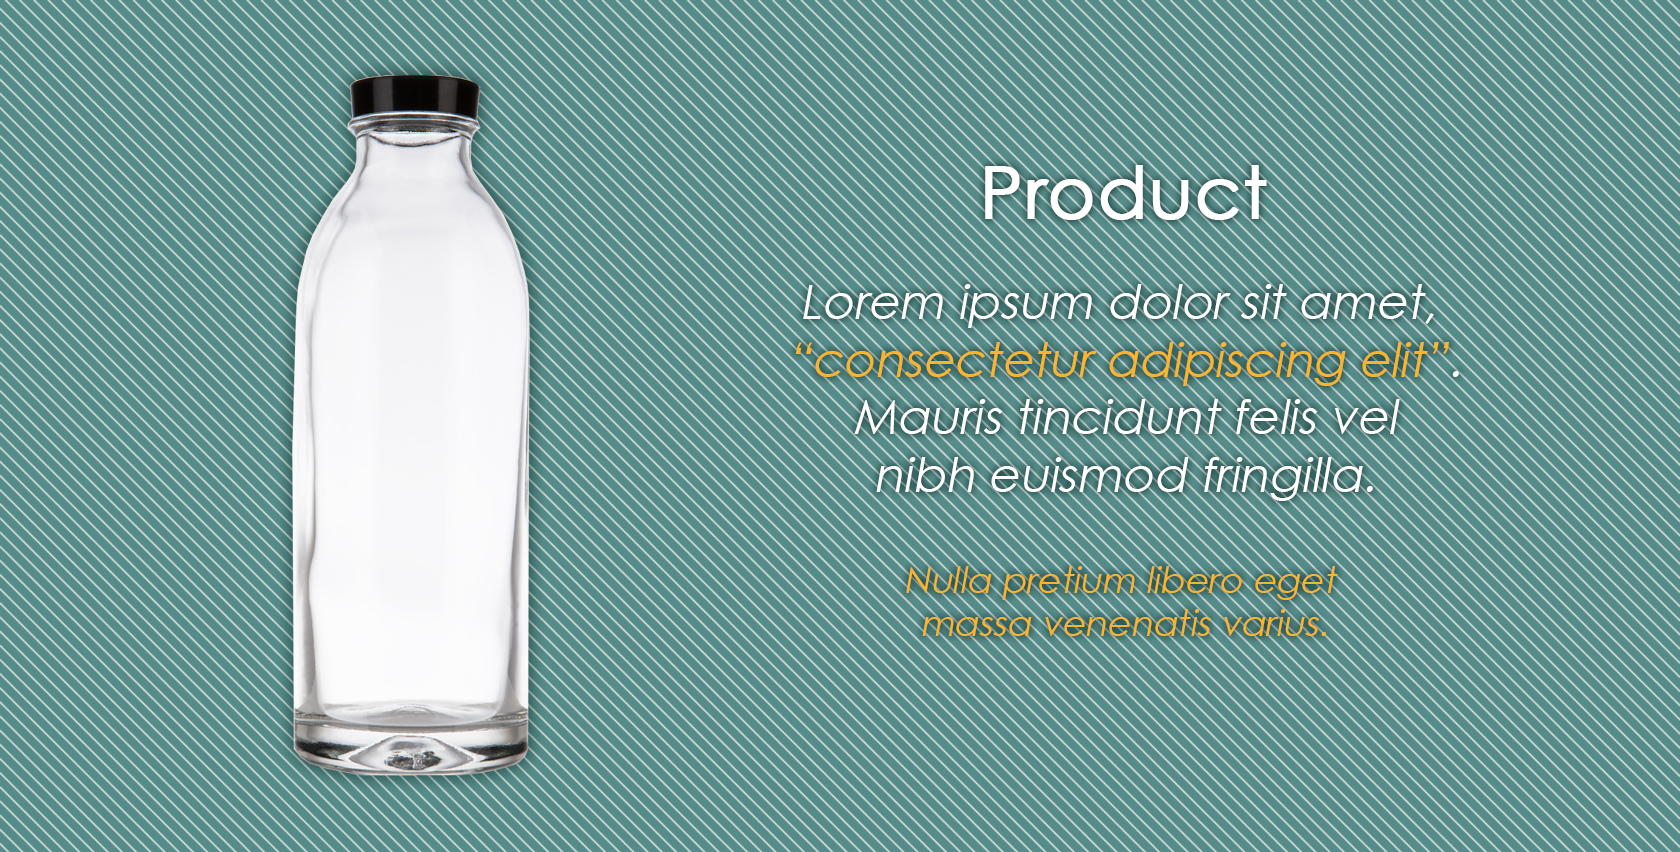 Product
Lorem ipsum dolor sit amet,
“consectetur adipiscing elit”.
Mauris tincidunt felis vel
nibh euismod fringilla.
Nulla pretium libero eget
massa venenatis varius.